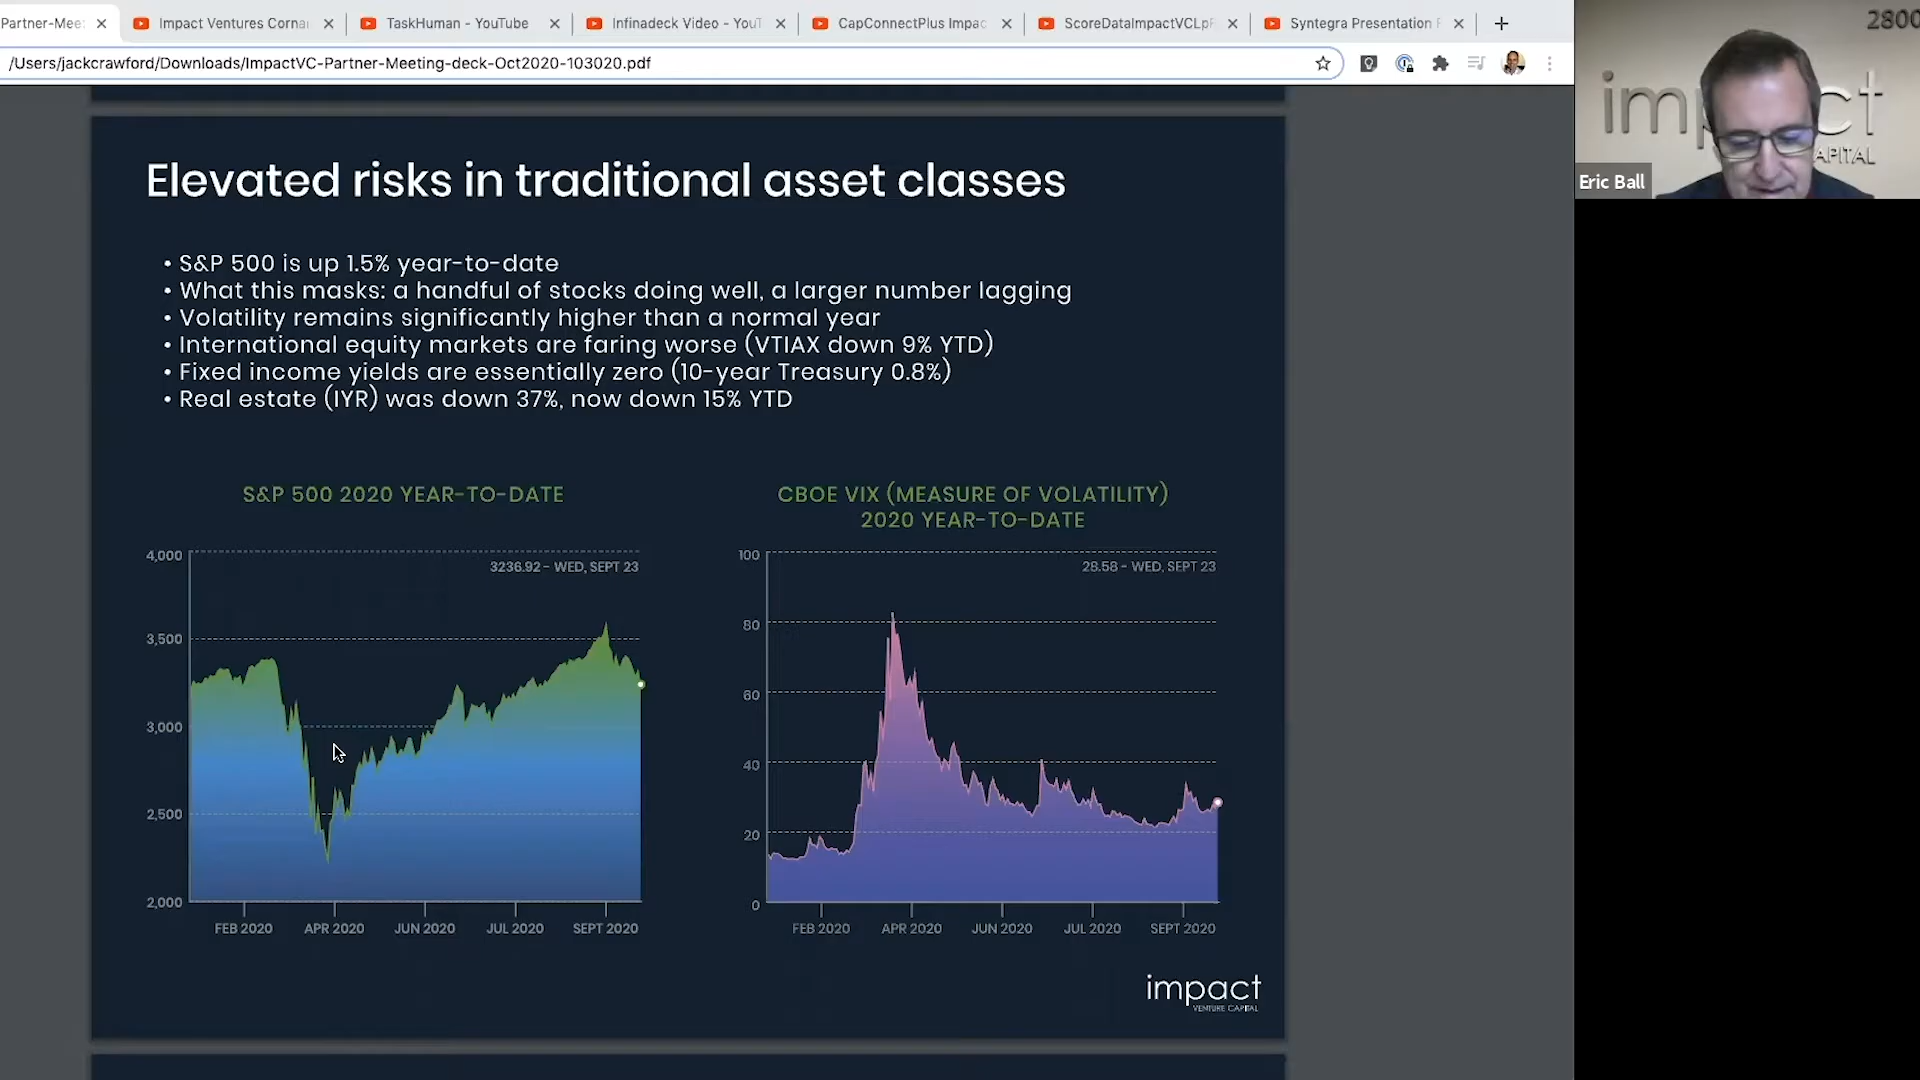 Partner-Mee
Impact Ventures Corna
TaskHuman - YouTube
Infinadeck Video - YouT
CapConnectPlus Impac
ScoreDataImpactVCLpP
Syntegra Presentation F
/Users/jackcrawford/Downloads/ImpactVC-Partner-Meeting-deck-Oct2020-103020.pdf
2800
impact
CAPITAL
Eric Ball
Elevated risks in traditional asset classes
• S&P 500 is up 1.5% year-to-date
• What this masks: a handful of stocks doing well, a larger number lagging
• Volatility remains significantly higher than a normal year
• International equity markets are faring worse (VTIAX down 9% YTD)
• Fixed income yields are essentially zero (10-year Treasury 0.8%)
• Real estate (IYR) was down 37%, now down 15% YTD
S&P 500 2020 YEAR-TO-DATE
4,000
3236.92 - WED, SEPT 23
3,500
3,000
2,500
2,000
FEB 2020 APR 2020 JUN 2020 JUL 2020 SEPT 2020
CBOE VIX (MEASURE OF VOLATILITY)
2020 YEAR-TO-DATE
100
28.58 - WED, SEPT 23
80
60
40
20
0
FEB 2020 APR 2020 JUN 2020 JUL 2020 SEPT 2020
impact
VENTURE CAPITAL